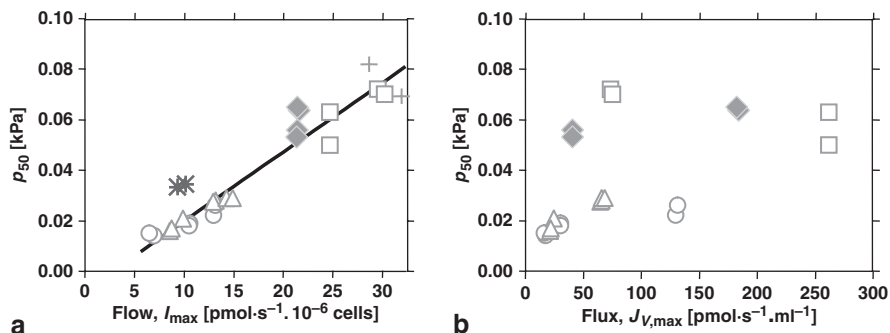 0.10
0.08
0.06
0.04
0.02
0.00
p50 [kPa]
0 5 10 15 20 25 30
Flow, Imax [pmol·s−1. 10−6 cells]
a
0.10
0.08
0.06
0.04
0.02
0.00
p50 [kPa]
0 50 100 150 200 250 300
Flux, JV,max [pmol·s−1.ml−1]
b